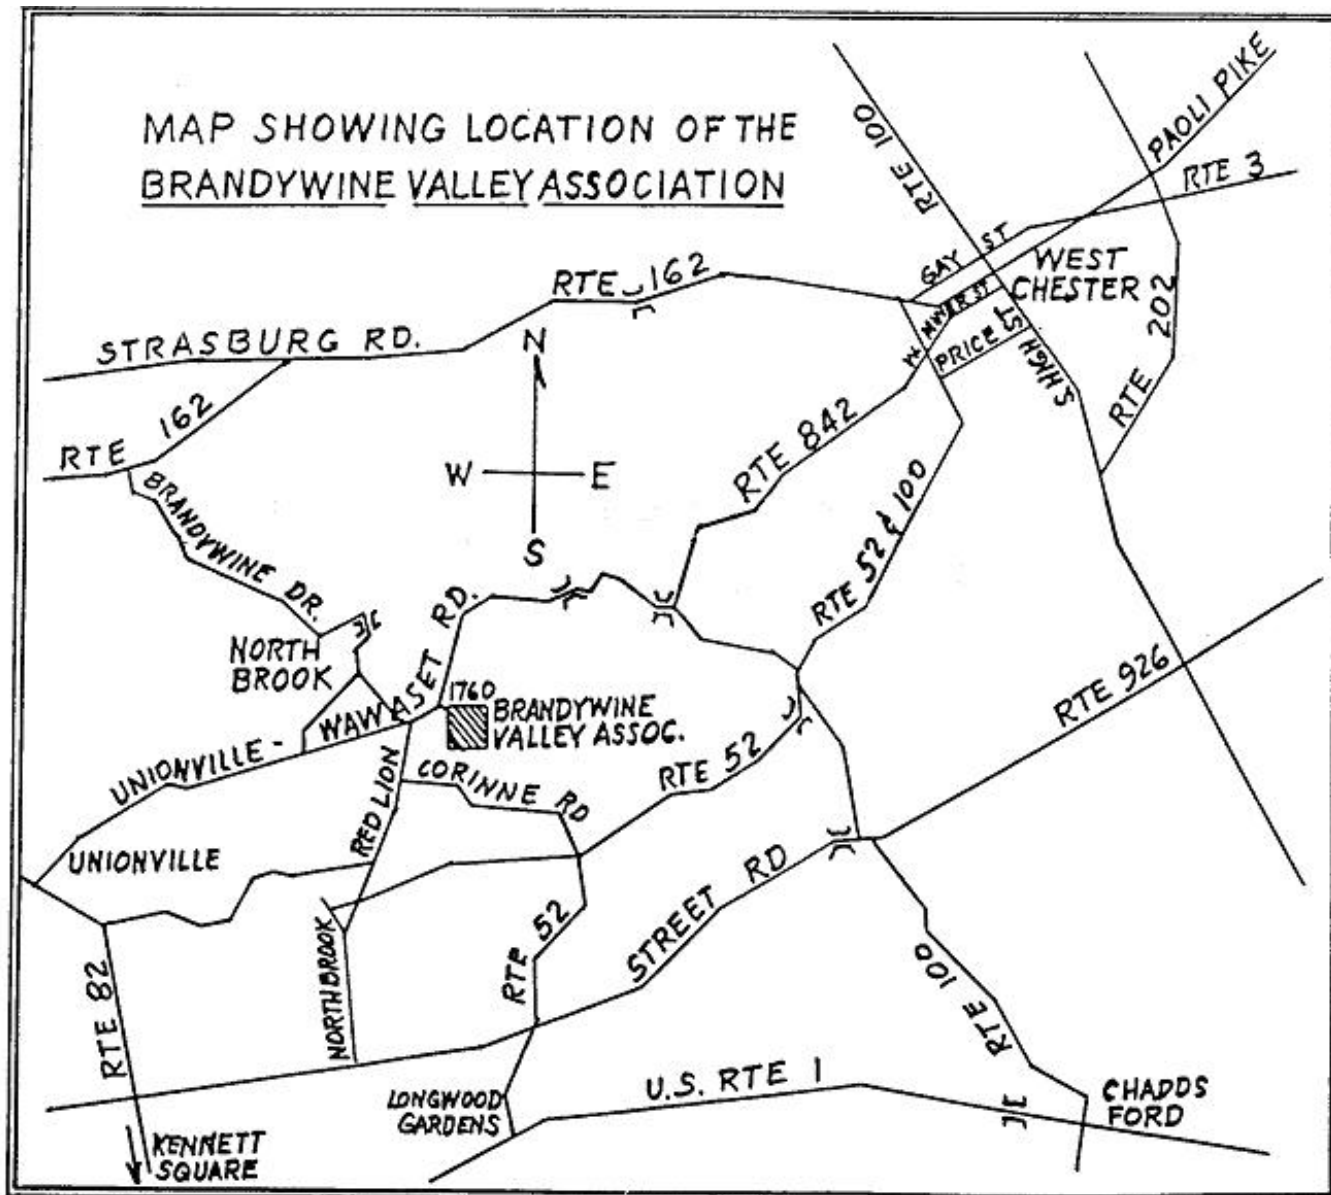 MAP SHOWING LOCATION OF THE
BRANDYWINE VALLEY ASSOCIATION
RTE 100
PAOLI PIKE
RTE 3
GAY ST
WEST
CHESTER
RTE 162
W. MINER ST
PRICE ST
S. HIGH
RTE 202
STRASBURG RD.
N
W E
S
RTE 162
RTE 842
BRANDYWINE DR.
RTE 52 & 100
NORTH
BROOK
UNIONVILLE - WAWASET RD.
1760
BRANDYWINE
VALLEY ASSOC.
RTE 926
RED LION
CORINNE RD
RTE 52
UNIONVILLE
STREET RD
RTE 52
NORTHBROOK
RTE 82
RTE 100
LONGWOOD
GARDENS
U.S. RTE 1
CHADDS
FORD
KENNETT
SQUARE